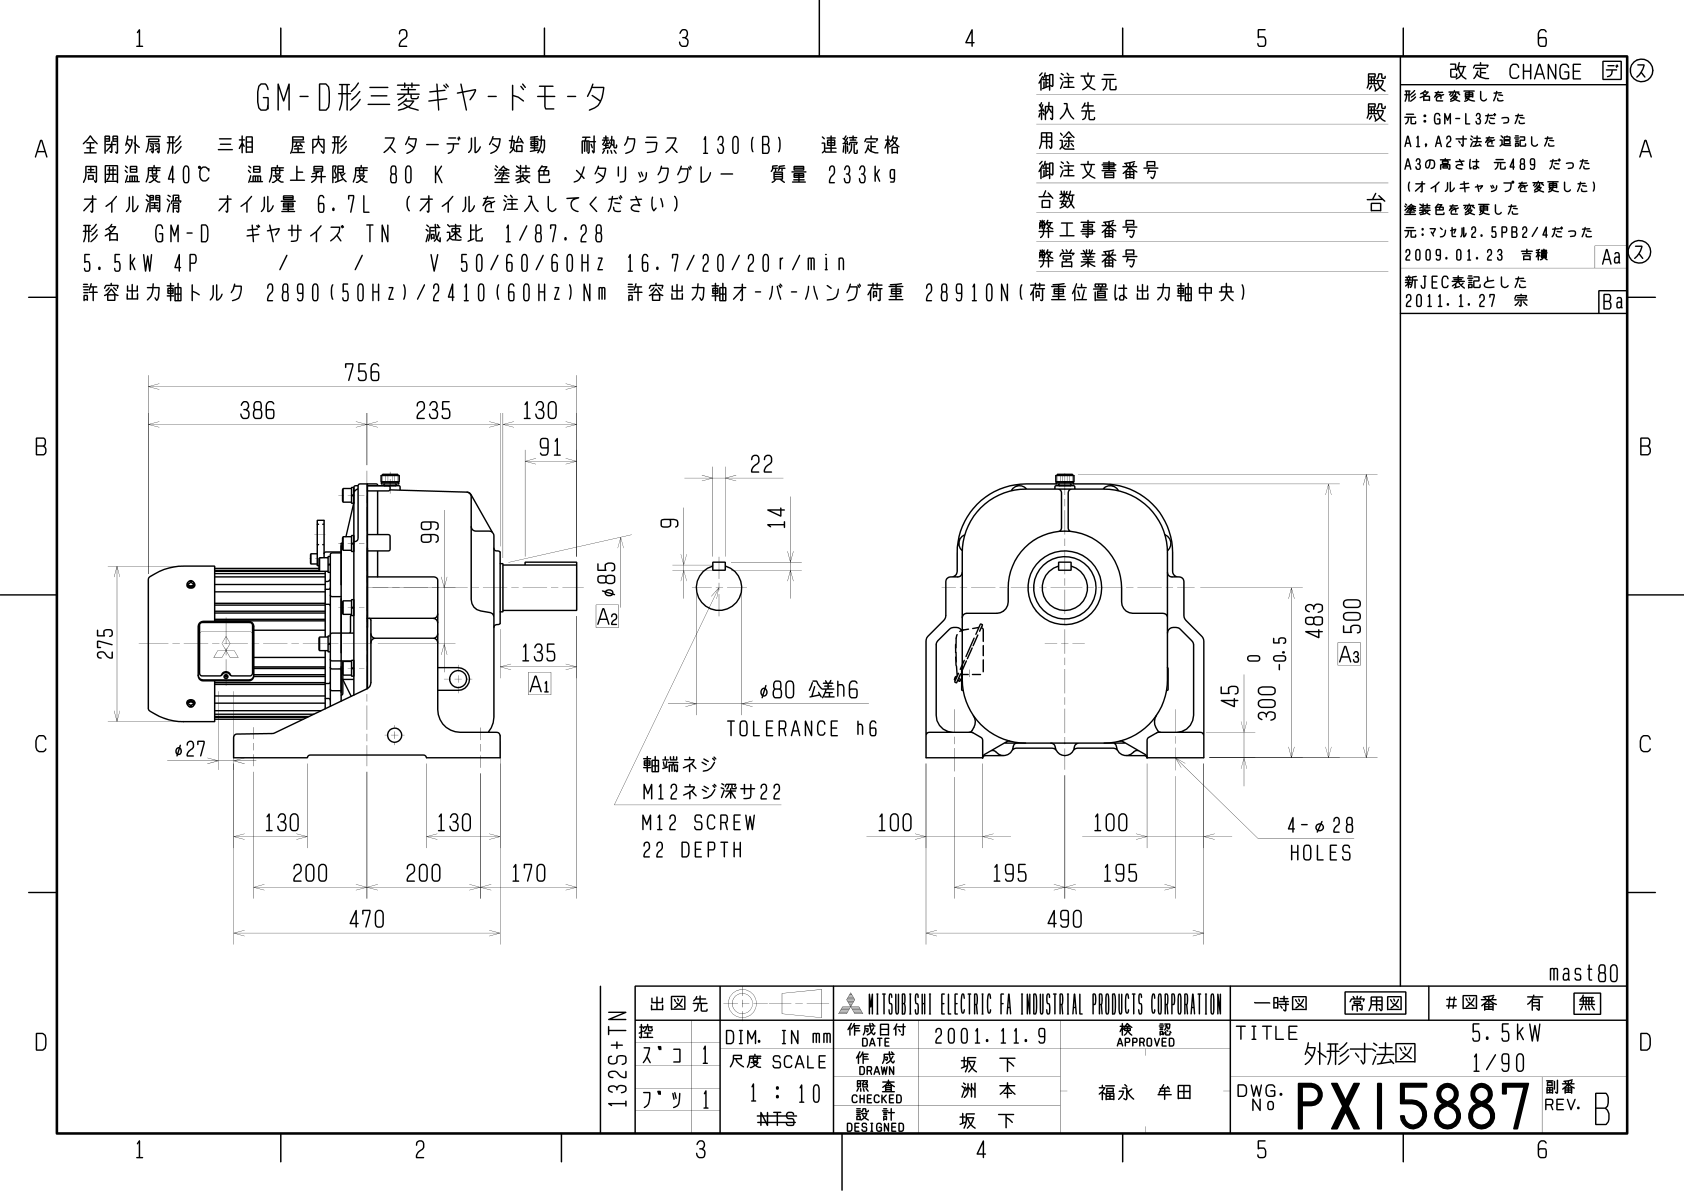 1 2 3 4 5 6
GM-D形三菱ギヤードモータ
全閉外扇形 三相 屋内形 スターデルタ始動 耐熱クラス 130(B) 連続定格
周囲温度40℃ 温度上昇限度 80 K 塗装色 メタリックグレー 質量 233kg
オイル潤滑 オイル量 6.7L (オイルを注入してください)
形名 GM-D ギヤサイズ TN 減速比 1/87.28
5.5kW 4P / / V 50/60/60Hz 16.7/20/20r/min
許容出力軸トルク 2890(50Hz)/2410(60Hz)Nm 許容出力軸オーバーハング荷重 28910N(荷重位置は出力軸中央)
御注文元 殿
納入先 殿
用途
御注文書番号
台数 台
弊工事番号
弊営業番号
改定 CHANGE デ ス
形名を変更した
元:GM-L3だった
A1,A2寸法を追記した
A3の高さは 元489 だった
(オイルキャップを変更した)
塗装色を変更した
元:マンセル2.5PB2/4だった
2009.01.23 吉積 Aa ス
新JEC表記とした
2011.1.27 宗 Ba
A
B
C
D
A
B
C
D
756
386 235 130
91
99
φ85
A2
275
135
A1
φ27
130 130
200 200 170
470
22
9
14
φ80 公差h6
TOLERANCE h6
軸端ネジ
M12ネジ深サ22
M12 SCREW
22 DEPTH
483
500
A3
0
-0.5
300
45
100 100
4-φ28
HOLES
195 195
490
mast80
132S+TN
出図先
控
ズコ 1
ブツ 1
DIM. IN mm
尺度 SCALE
1 : 10
NTS
MITSUBISHI ELECTRIC FA INDUSTRIAL PRODUCTS CORPORATION
作成日付
DATE
2001.11.9
検 認
APPROVED
作 成
DRAWN
坂 下
照 査
CHECKED
洲 本
福永 牟田
設 計
DESIGNED
坂 下
一時図 常用図 #図番 有 無
TITLE
外形寸法図
5.5kW
1/90
DWG.
No
PX15887
副番
REV.
B
1 2 3 4 5 6